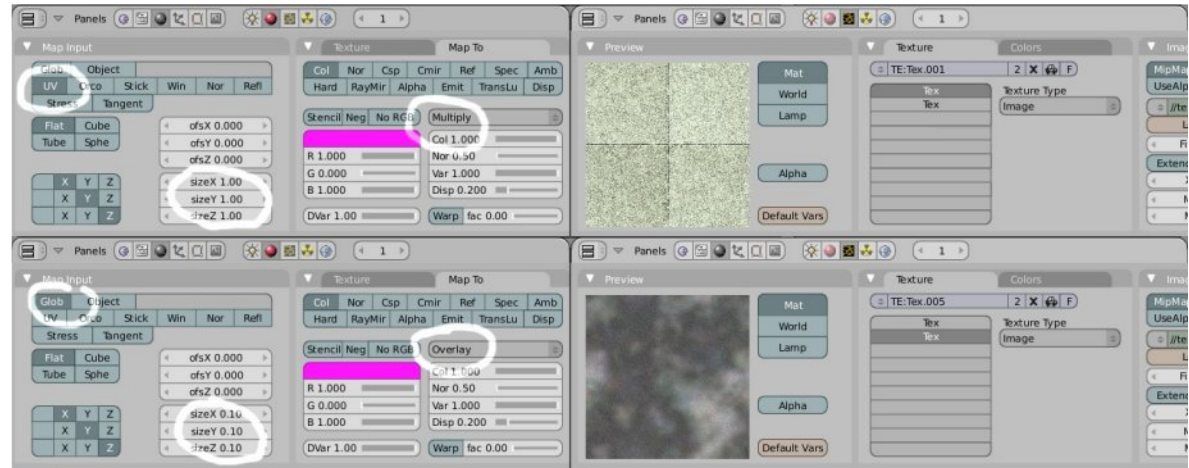 Panels 1 Panels 1
Map Input Texture Map To Preview Texture Colors
Glob Object Col Nor Csp Cmir Ref Spec Amb Mat TE:Tex.001 2 X F MipMa
UV Orco Stick Win Nor Refl Hard RayMir Alpha Emit TransLu Disp World Tex Texture Type UseAlp
Stress Tangent Lamp Tex Image //te
Flat Cube ofsX 0.000 Stencil Neg No RGB Multiply
Tube Sphe ofsY 0.000 Col 1.000
ofsZ 0.000 R 1.000 Nor 0.50 Exten
X Y Z sizeX 1.00 G 0.000 Var 1.000 Alpha
X Y Z sizeY 1.00 B 1.000 Disp 0.200
X Y Z sizeZ 1.00 DVar 1.00 Warp fac 0.00 Default Vars
Panels 1 Panels 1
Map Input Texture Map To Preview Texture Colors
Glob Object Col Nor Csp Cmir Ref Spec Amb Mat TE:Tex.005 2 X F MipMa
UV Orco Stick Win Nor Refl Hard RayMir Alpha Emit TransLu Disp World Tex Texture Type UseAlp
Stress Tangent Lamp Tex Image //te
Flat Cube ofsX 0.000 Stencil Neg No RGB Overlay
Tube Sphe ofsY 0.000 Col 1.000
ofsZ 0.000 R 1.000 Nor 0.50 Exten
X Y Z sizeX 0.10 G 0.000 Var 1.000 Alpha
X Y Z sizeY 0.10 B 1.000 Disp 0.200
X Y Z sizeZ 0.10 DVar 1.00 Warp fac 0.00 Default Vars